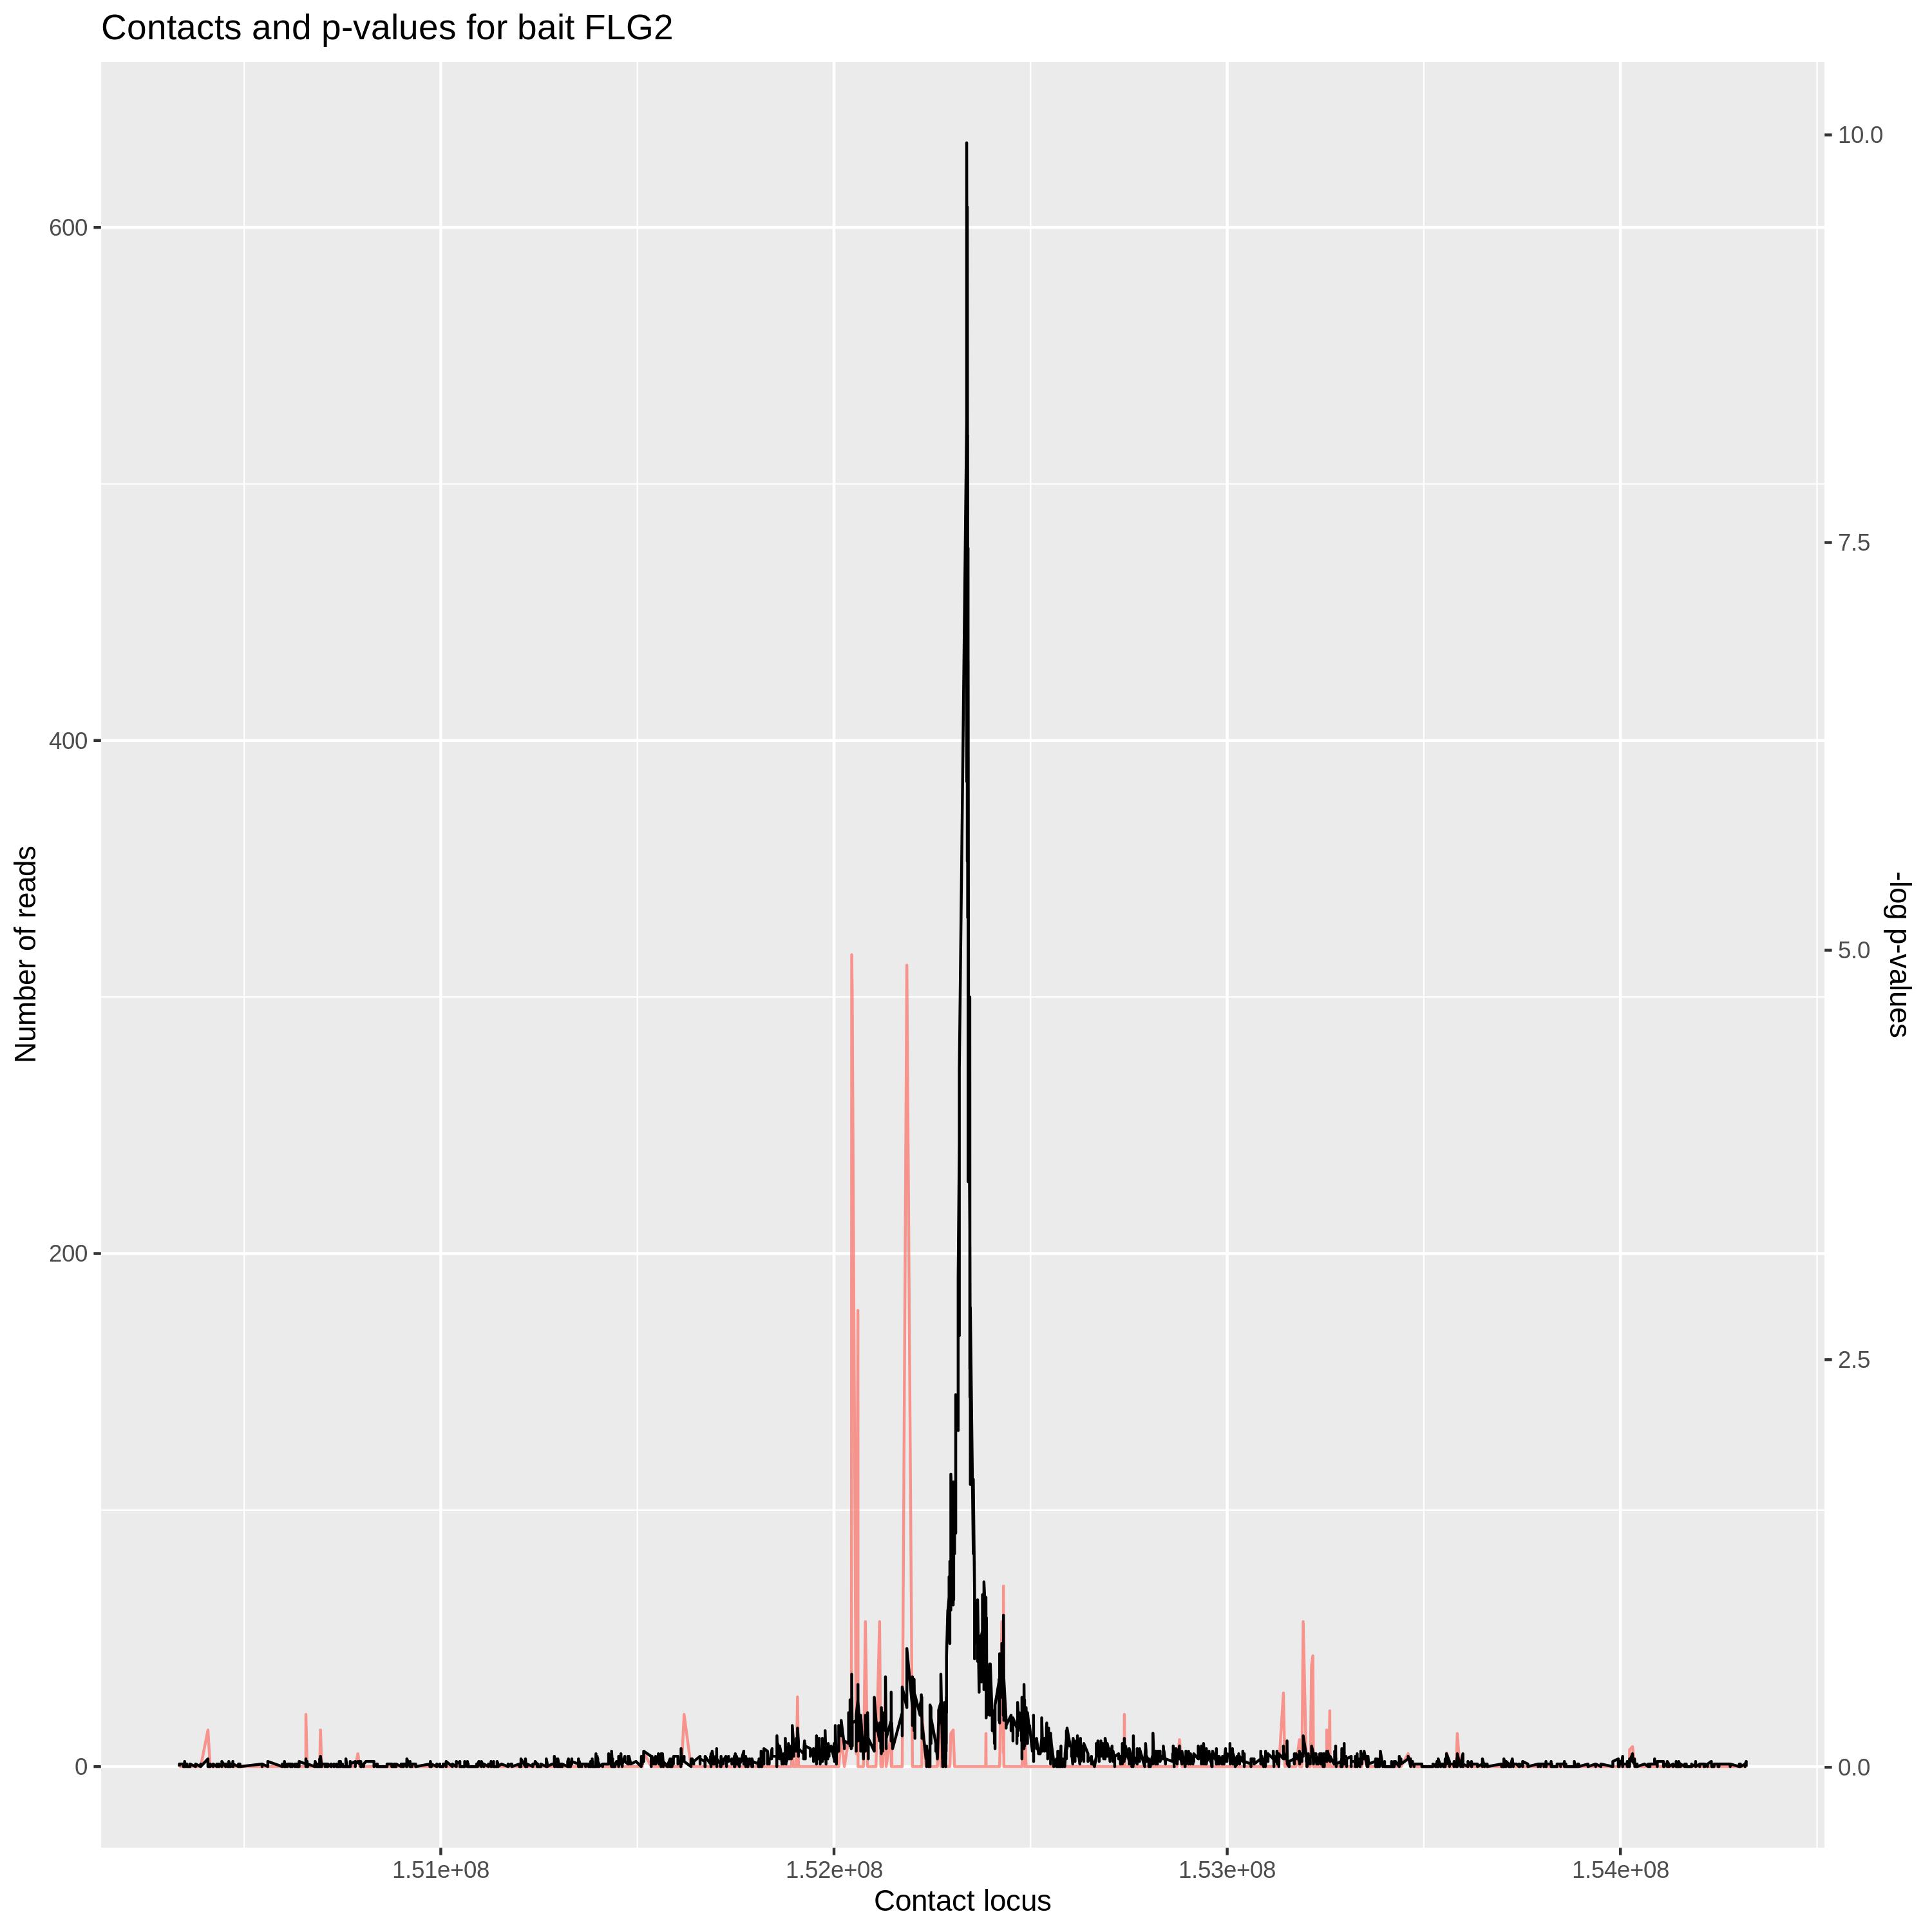 Contacts and p-values for bait FLG2
10.0
600
7.5
400
Number of reads
-log p-values
5.0
200
2.5
0
0.0
1.51e+08
1.52e+08
1.53e+08
1.54e+08
Contact locus